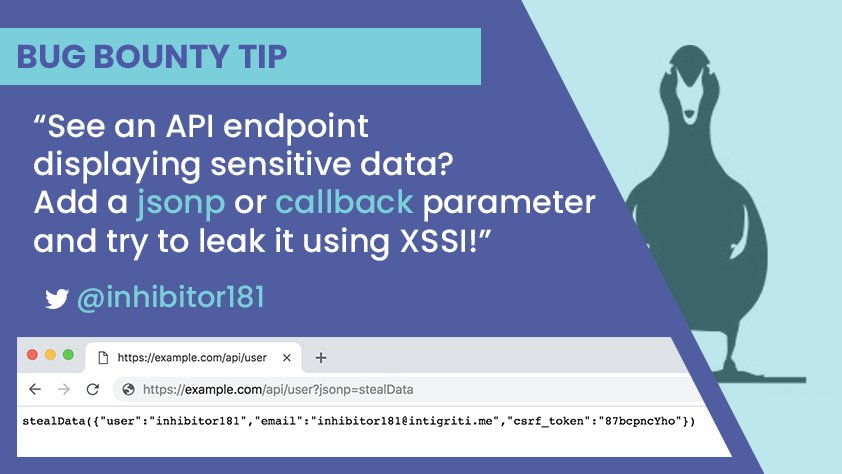 BUG BOUNTY TIP
“See an API endpoint
displaying sensitive data?
Add a jsonp or callback parameter
and try to leak it using XSSI!”
@inhibitor181
https://example.com/api/user
https://example.com/api/user?jsonp=stealData
stealData({"user":"inhibitor181","email":"inhibitor181@intigriti.me","csrf_token":"87bcpncYho"})